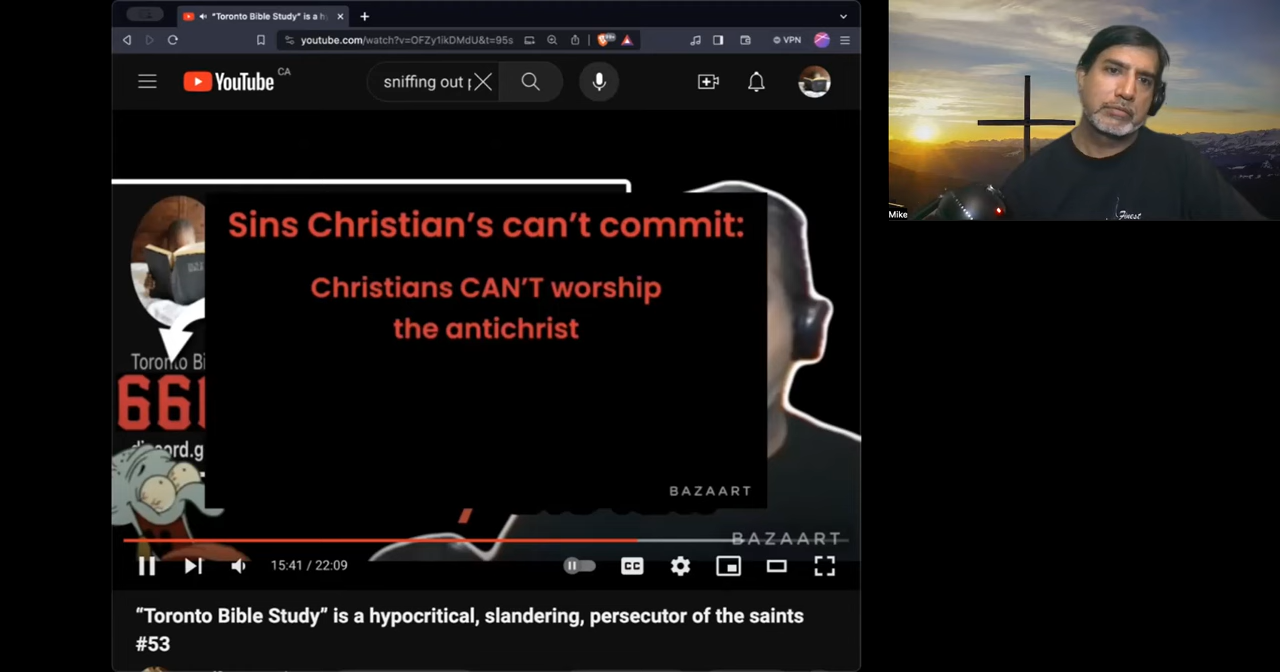 "Toronto Bible Study" is a h
youtube.com/watch?v=OFZy1ikDMdU&t=95s
VPN
YouTube CA
sniffing out
Sins Christian's can't commit:
Christians CAN'T worship
the antichrist
Toronto Bi
BAZAART
BAZAART
15:41 / 22:09
CC
"Toronto Bible Study" is a hypocritical, slandering, persecutor of the saints
#53
Mike
Finest